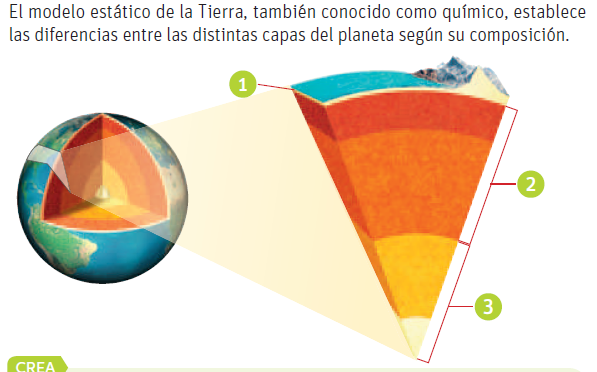 El modelo estático de la Tierra, también conocido como químico, establece
las diferencias entre las distintas capas del planeta según su composición.
1
2
3
CREA